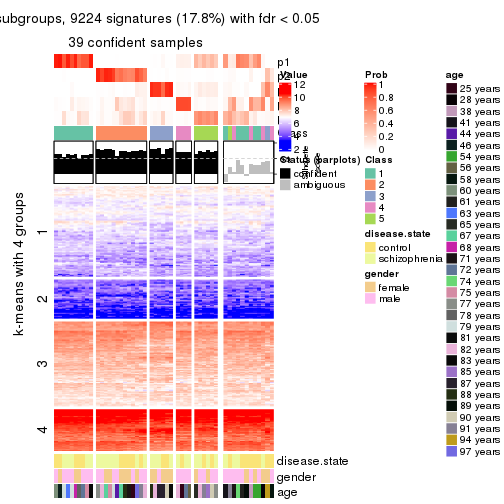 subgroups, 9224 signatures (17.8%) with fdr < 0.05
39 confident samples
p1
p2
Value
12
10
8
6
4
2
Status (barplots)
confident
ambiguous
Prob
1
0.8
0.6
0.4
0.2
0
Class
1
2
3
4
5
disease.state
control
schizophrenia
gender
female
male
age
25 years
28 years
38 years
41 years
44 years
46 years
54 years
56 years
58 years
60 years
61 years
63 years
65 years
67 years
68 years
71 years
72 years
74 years
75 years
77 years
78 years
79 years
81 years
82 years
83 years
85 years
87 years
88 years
89 years
90 years
91 years
94 years
97 years
k-means with 4 groups
1
2
3
4
disease.state
gender
age